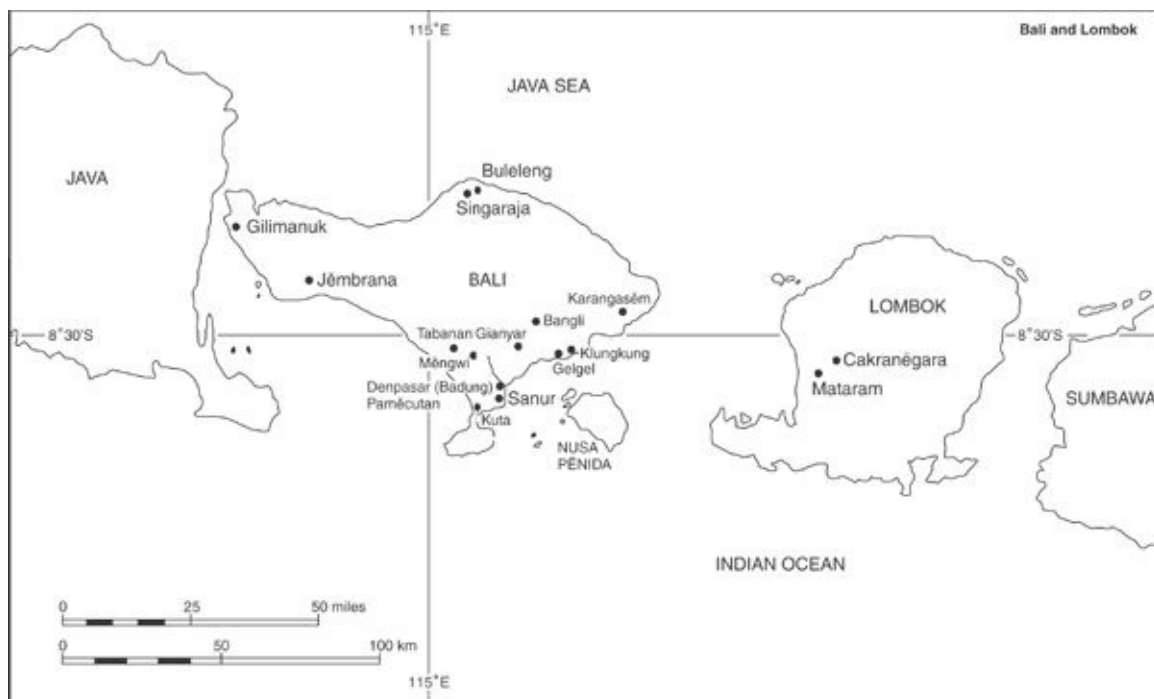 115˚E
Bali and Lombok
JAVA SEA
Buleleng
JAVA
Singaraja
Gilimanuk
Jĕmbrana
BALI
Karangasĕm
LOMBOK
Bangli
8˚30'S
Tabanan Gianyar
8˚30'S
Klungkung
Mĕngwi
Gelgel
Cakranĕgara
Mataram
Denpasar (Badung)
Sanur
SUMBAWA
Pamĕcutan
Kuta
NUSA
PĔNIDA
INDIAN OCEAN
0 25 50 miles
0 50 100 km
115˚E